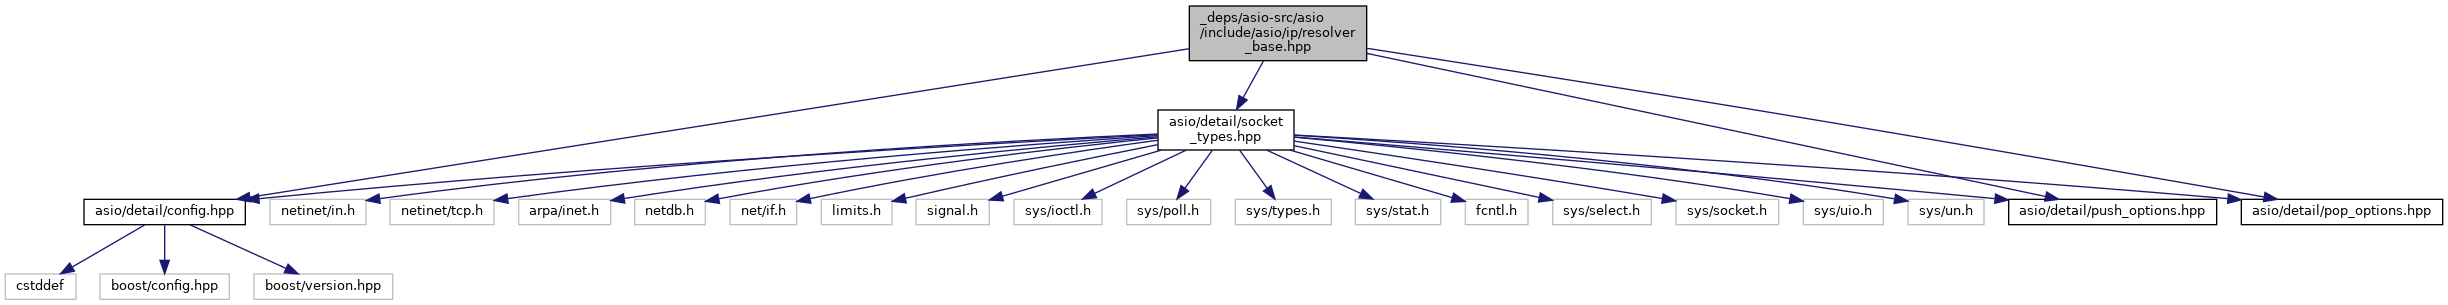 _deps/asio-src/asio
/include/asio/ip/resolver
_base.hpp
asio/detail/socket
_types.hpp
asio/detail/config.hpp
netinet/in.h
netinet/tcp.h
arpa/inet.h
netdb.h
net/if.h
limits.h
signal.h
sys/ioctl.h
sys/poll.h
sys/types.h
sys/stat.h
fcntl.h
sys/select.h
sys/socket.h
sys/uio.h
sys/un.h
asio/detail/push_options.hpp
asio/detail/pop_options.hpp
cstddef
boost/config.hpp
boost/version.hpp